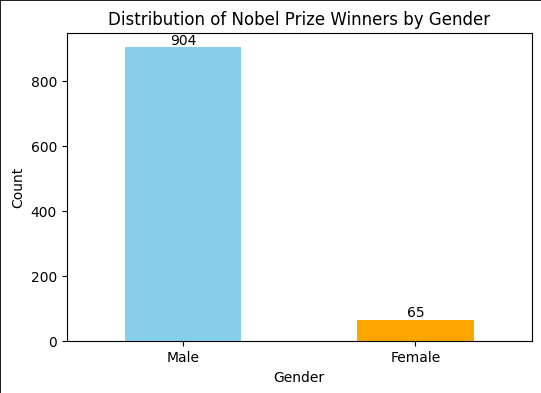 Distribution of Nobel Prize Winners by Gender
904
800
600
400
200
0
Count
65
Male
Female
Gender